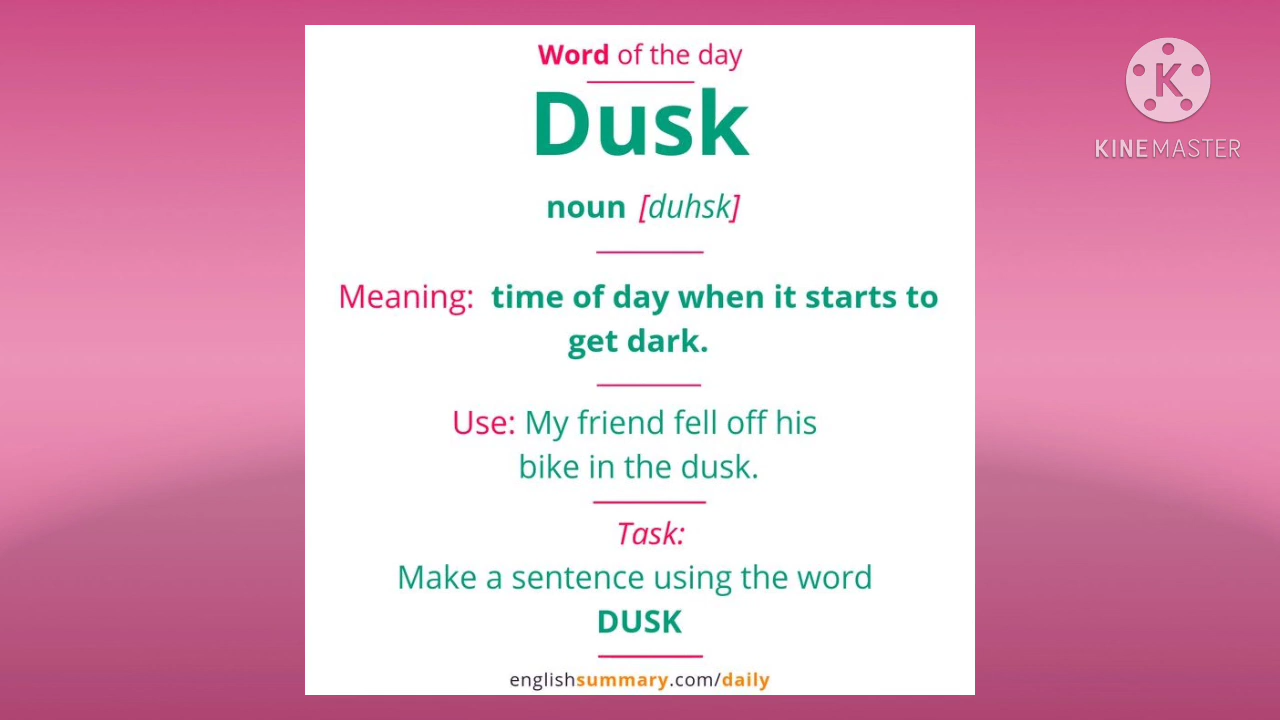 Word of the day
Dusk
noun [duhsk]
Meaning: time of day when it starts to
get dark.
Use: My friend fell off his
bike in the dusk.
Task:
Make a sentence using the word
DUSK
englishsummary.com/daily
K
KINEMASTER